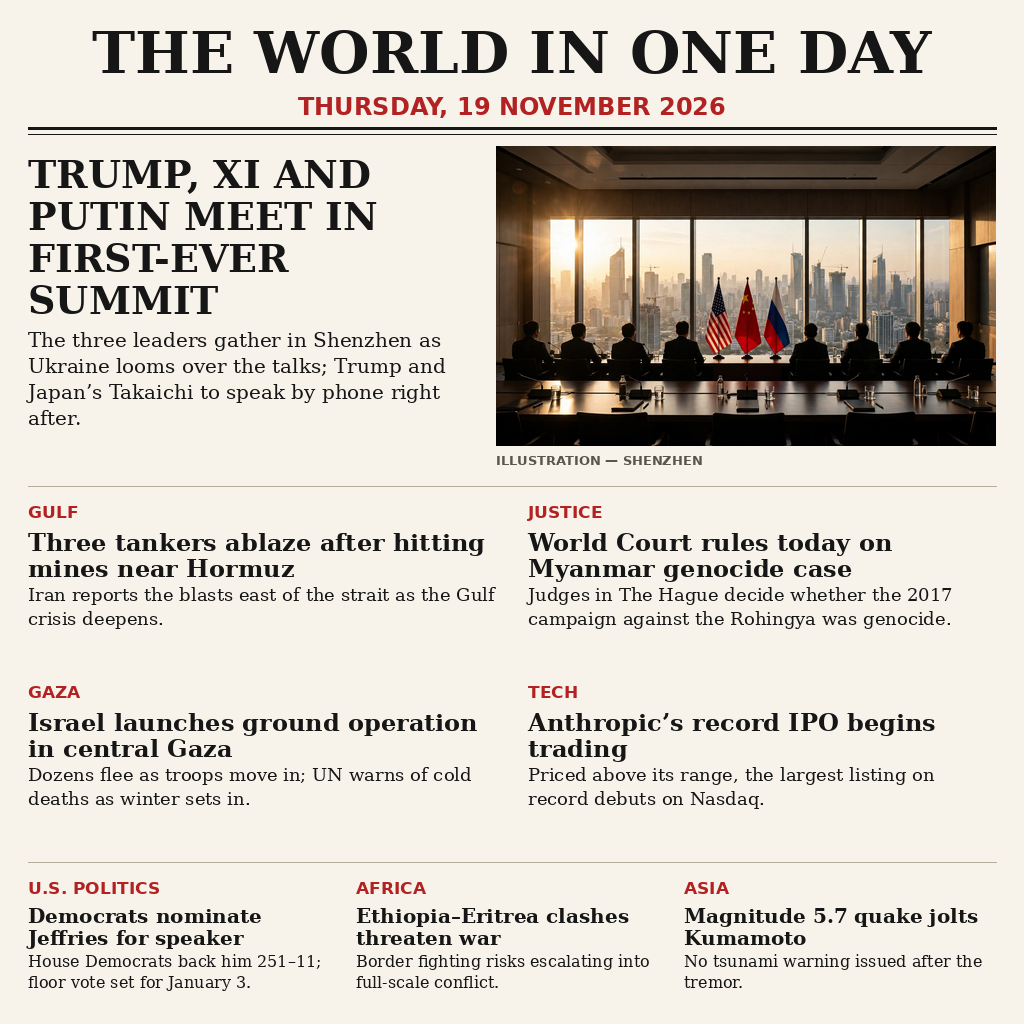 THE WORLD IN ONE DAY
THURSDAY, 19 NOVEMBER 2026
TRUMP, XI AND
PUTIN MEET IN
FIRST-EVER
SUMMIT
The three leaders gather in Shenzhen as
Ukraine looms over the talks; Trump and
Japan’s Takaichi to speak by phone right
after.
ILLUSTRATION — SHENZHEN
GULF
Three tankers ablaze after hitting
mines near Hormuz
Iran reports the blasts east of the strait as the Gulf
crisis deepens.
JUSTICE
World Court rules today on
Myanmar genocide case
Judges in The Hague decide whether the 2017
campaign against the Rohingya was genocide.
GAZA
Israel launches ground operation
in central Gaza
Dozens flee as troops move in; UN warns of cold
deaths as winter sets in.
TECH
Anthropic’s record IPO begins
trading
Priced above its range, the largest listing on
record debuts on Nasdaq.
U.S. POLITICS
Democrats nominate
Jeffries for speaker
House Democrats back him 251–11;
floor vote set for January 3.
AFRICA
Ethiopia–Eritrea clashes
threaten war
Border fighting risks escalating into
full-scale conflict.
ASIA
Magnitude 5.7 quake jolts
Kumamoto
No tsunami warning issued after the
tremor.